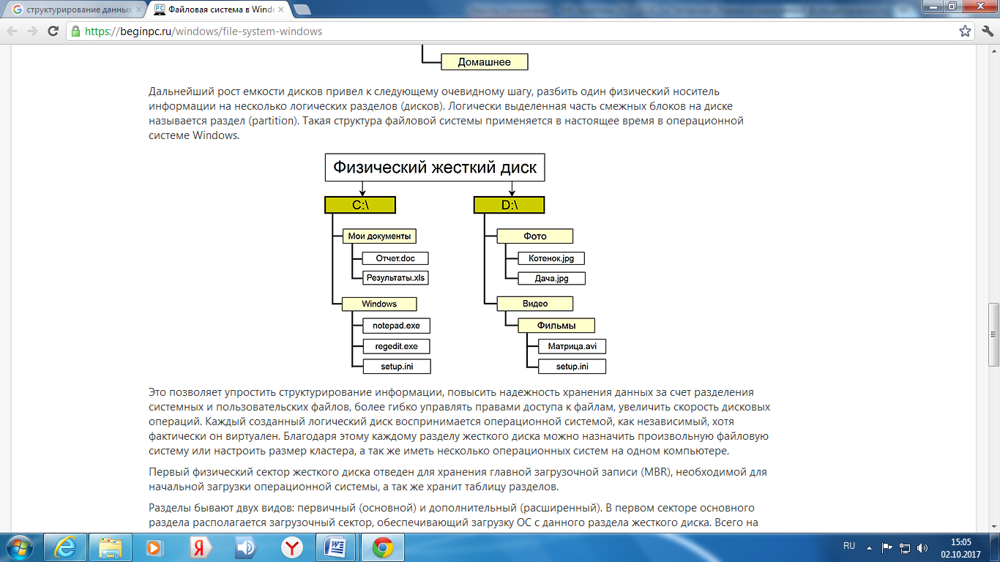 структурирование данных
Файловая система в Windo
https://beginpc.ru/windows/file-system-windows
Домашнее
Дальнейший рост емкости дисков привел к следующему очевидному шагу, разбить один физический носитель
информации на несколько логических разделов (дисков). Логически выделенная часть смежных блоков на диске
называется раздел (partition). Такая структура файловой системы применяется в настоящее время в операционной
системе Windows.
Физический жесткий диск
C:\
D:\
Мои документы
Отчет.doc
Результаты.xls
Windows
notepad.exe
regedit.exe
setup.ini
Фото
Котенок.jpg
Дача.jpg
Видео
Фильмы
Матрица.avi
setup.ini
Это позволяет упростить структурирование информации, повысить надежность хранения данных за счет разделения
системных и пользовательских файлов, более гибко управлять правами доступа к файлам, увеличить скорость дисковых
операций. Каждый созданный логический диск воспринимается операционной системой, как независимый, хотя
фактически он виртуален. Благодаря этому каждому разделу жесткого диска можно назначить произвольную файловую
систему или настроить размер кластера, а так же иметь несколько операционных систем на одном компьютере.
Первый физический сектор жесткого диска отведен для хранения главной загрузочной записи (MBR), необходимой для
начальной загрузки операционной системы, а так же хранит таблицу разделов.
Разделы бывают двух видов: первичный (основной) и дополнительный (расширенный). В первом секторе основного
раздела располагается загрузочный сектор, обеспечивающий загрузку ОС с данного раздела жесткого диска. Всего на
RU
15:05
02.10.2017